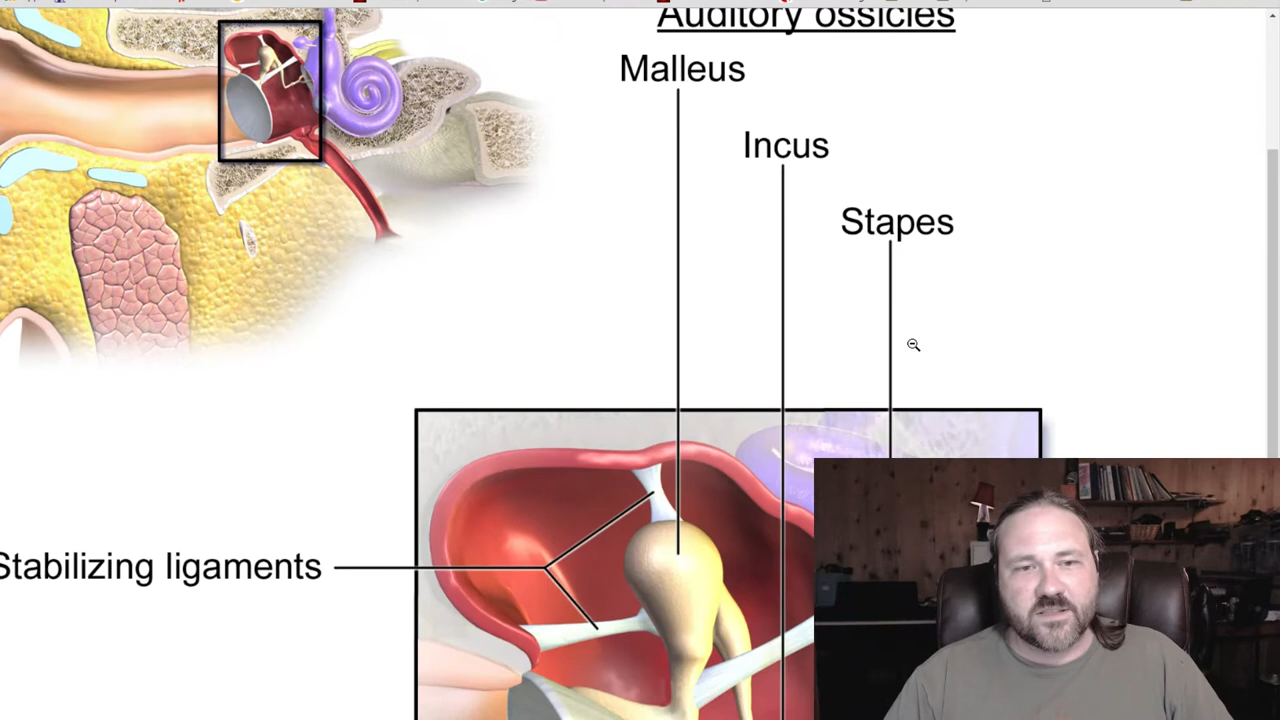 Auditory ossicles
Malleus
Incus
Stapes
Stabilizing ligaments